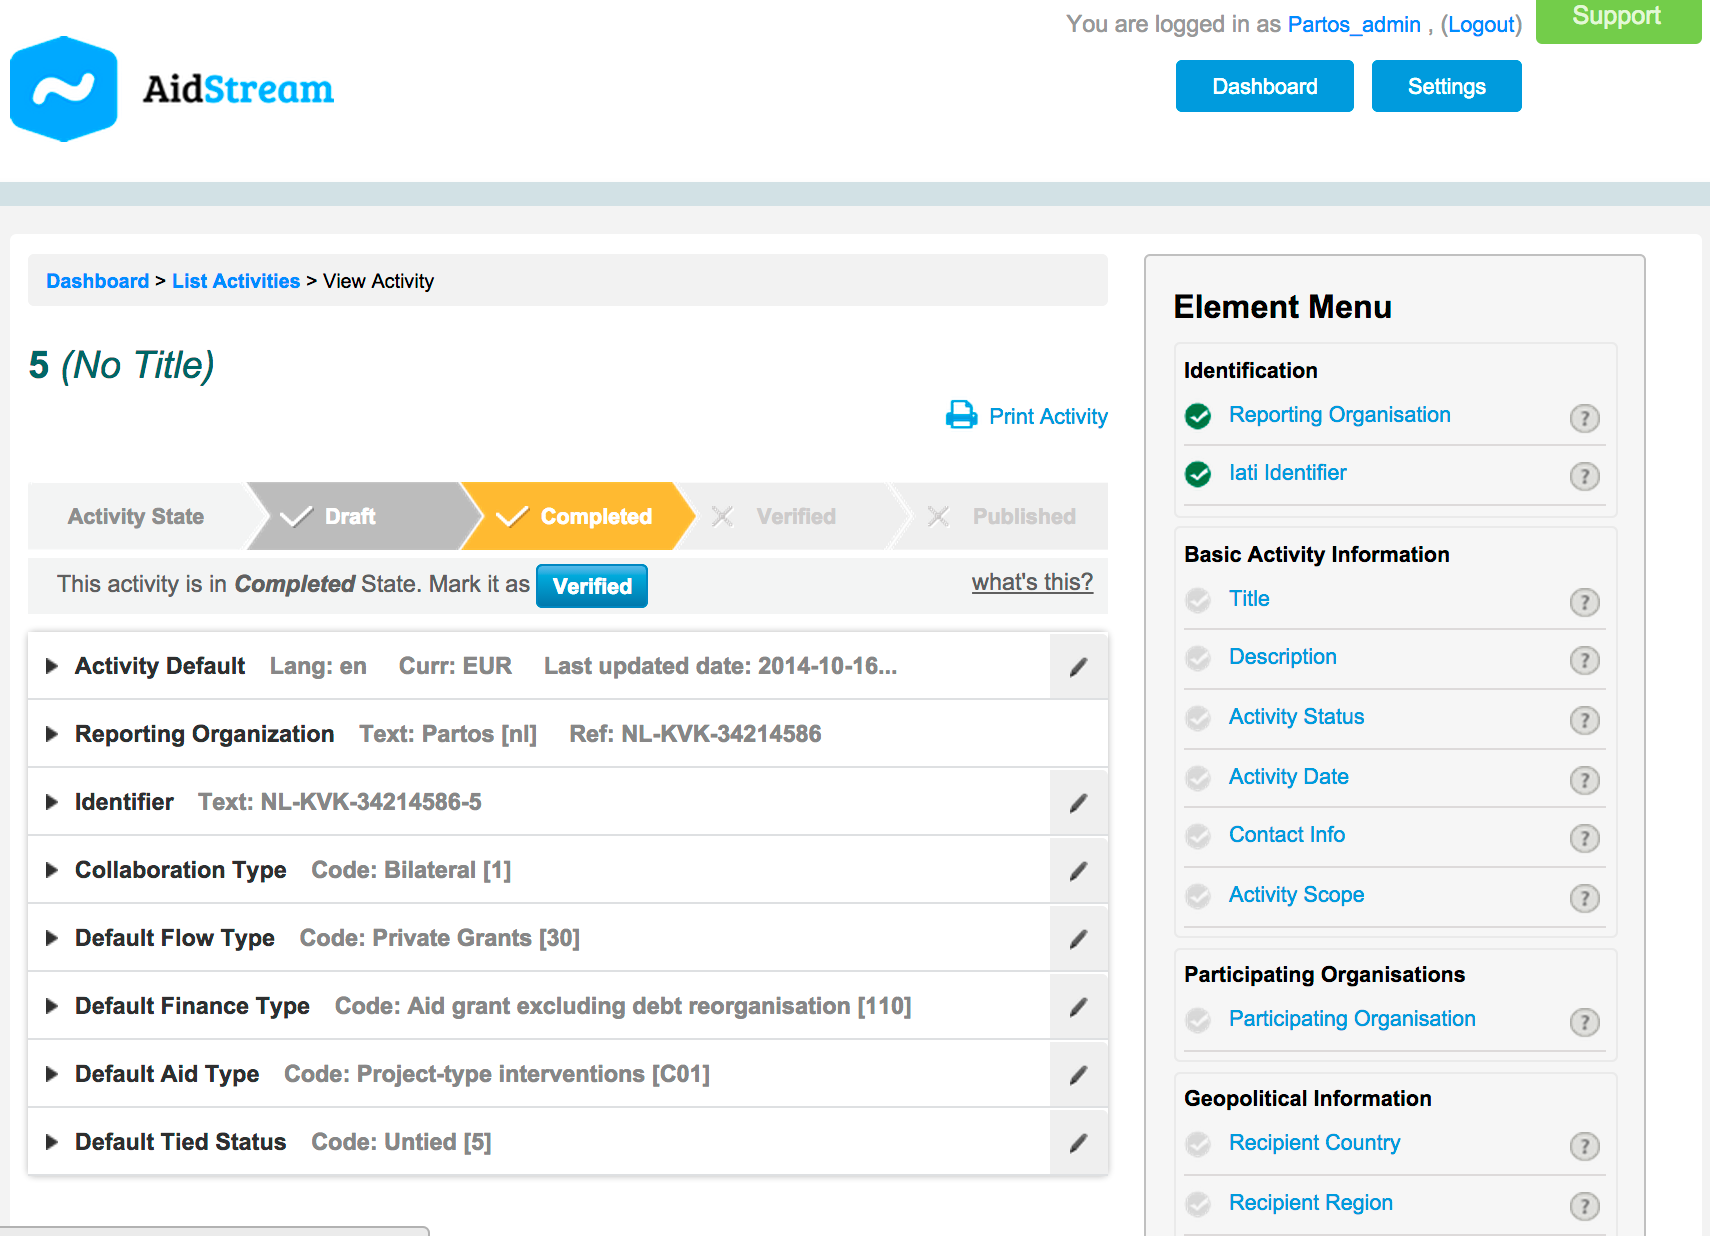 You are logged in as Partos_admin , (Logout)
Support
AidStream
Dashboard
Settings
Dashboard > List Activities > View Activity
5 (No Title)
Print Activity
Activity State
Draft
Completed
Verified
Published
This activity is in Completed State. Mark it as Verified
what's this?
Activity Default Lang: en Curr: EUR Last updated date: 2014-10-16...
Reporting Organization Text: Partos [nl] Ref: NL-KVK-34214586
Identifier Text: NL-KVK-34214586-5
Collaboration Type Code: Bilateral [1]
Default Flow Type Code: Private Grants [30]
Default Finance Type Code: Aid grant excluding debt reorganisation [110]
Default Aid Type Code: Project-type interventions [C01]
Default Tied Status Code: Untied [5]
Element Menu
Identification
Reporting Organisation ?
Iati Identifier ?
Basic Activity Information
Title ?
Description ?
Activity Status ?
Activity Date ?
Contact Info ?
Activity Scope ?
Participating Organisations
Participating Organisation ?
Geopolitical Information
Recipient Country ?
Recipient Region ?